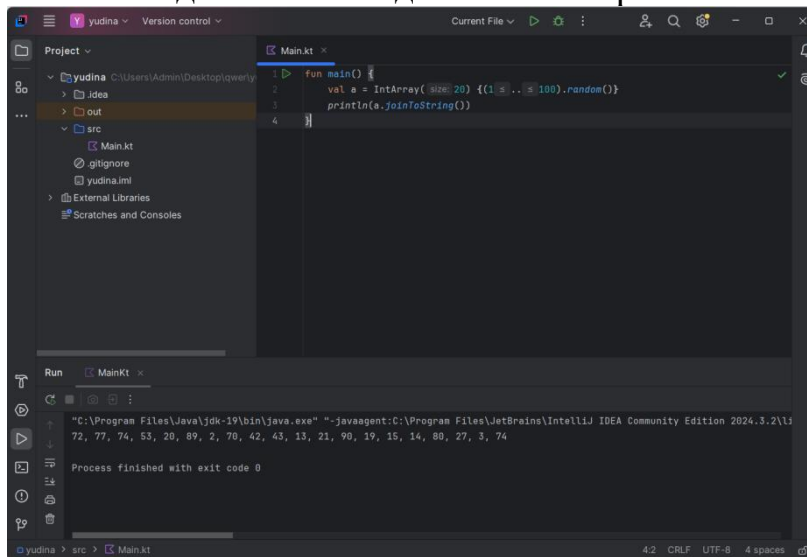 yudina
Version control
Current File
Project
Main.kt
yudina C:\Users\Admin\Desktop\qwer\y
.idea
out
src
Main.kt
.gitignore
yudina.iml
External Libraries
Scratches and Consoles
1 fun main() {
2 val a = IntArray( size: 20) {(1 ≤ .. ≤ 100).random()}
3 println(a.joinToString())
4 }
Run
MainKt
"C:\Program Files\Java\jdk-19\bin\java.exe" "-javaagent:C:\Program Files\JetBrains\IntelliJ IDEA Community Edition 2024.3.2\li
72, 77, 74, 53, 20, 89, 2, 70, 42, 43, 13, 21, 90, 19, 15, 14, 80, 27, 3, 74
Process finished with exit code 0
yudina > src > Main.kt
4:2 CRLF UTF-8 4 spaces